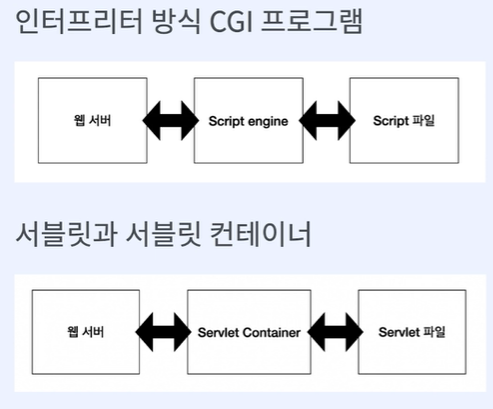 인터프리터 방식 CGI 프로그램
웹 서버
Script engine
Script 파일
서블릿과 서블릿 컨테이너
웹 서버
Servlet Container
Servlet 파일